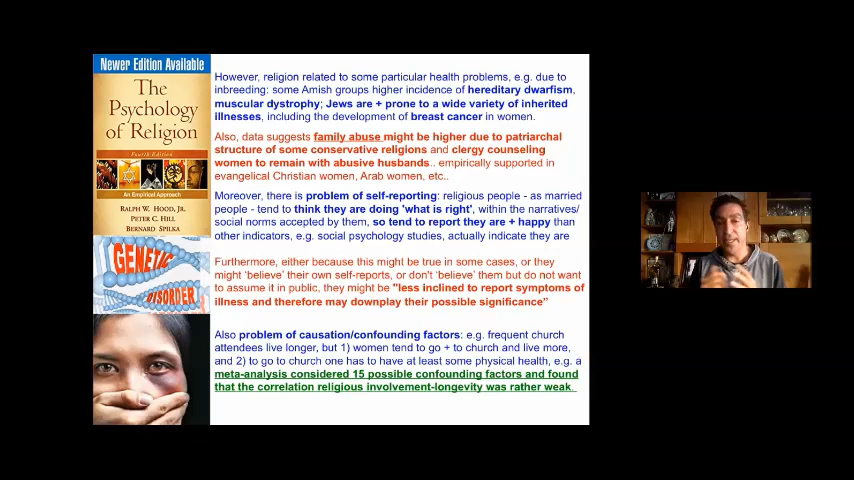 Newer Edition Available
The
Psychology
of Religion
Fourth Edition
An Empirical Approach
RALPH W. HOOD, JR.
PETER C. HILL
BERNARD SPILKA
GENETIC
DISORDER
However, religion related to some particular health problems, e.g. due to
inbreeding: some Amish groups higher incidence of hereditary dwarfism,
muscular dystrophy; Jews are + prone to a wide variety of inherited
illnesses, including the development of breast cancer in women.
Also, data suggests family abuse might be higher due to patriarchal
structure of some conservative religions and clergy counseling
women to remain with abusive husbands.. empirically supported in
evangelical Christian women, Arab women, etc..
Moreover, there is problem of self-reporting: religious people - as married
people - tend to think they are doing 'what is right', within the narratives/
social norms accepted by them, so tend to report they are + happy than
other indicators, e.g. social psychology studies, actually indicate they are
Furthermore, either because this might be true in some cases, or they
might 'believe' their own self-reports, or don't 'believe' them but do not want
to assume it in public, they might be "less inclined to report symptoms of
illness and therefore may downplay their possible significance"
Also problem of causation/confounding factors: e.g. frequent church
attendees live longer, but 1) women tend to go + to church and live more,
and 2) to go to church one has to have at least some physical health, e.g. a
meta-analysis considered 15 possible confounding factors and found
that the correlation religious involvement-longevity was rather weak.